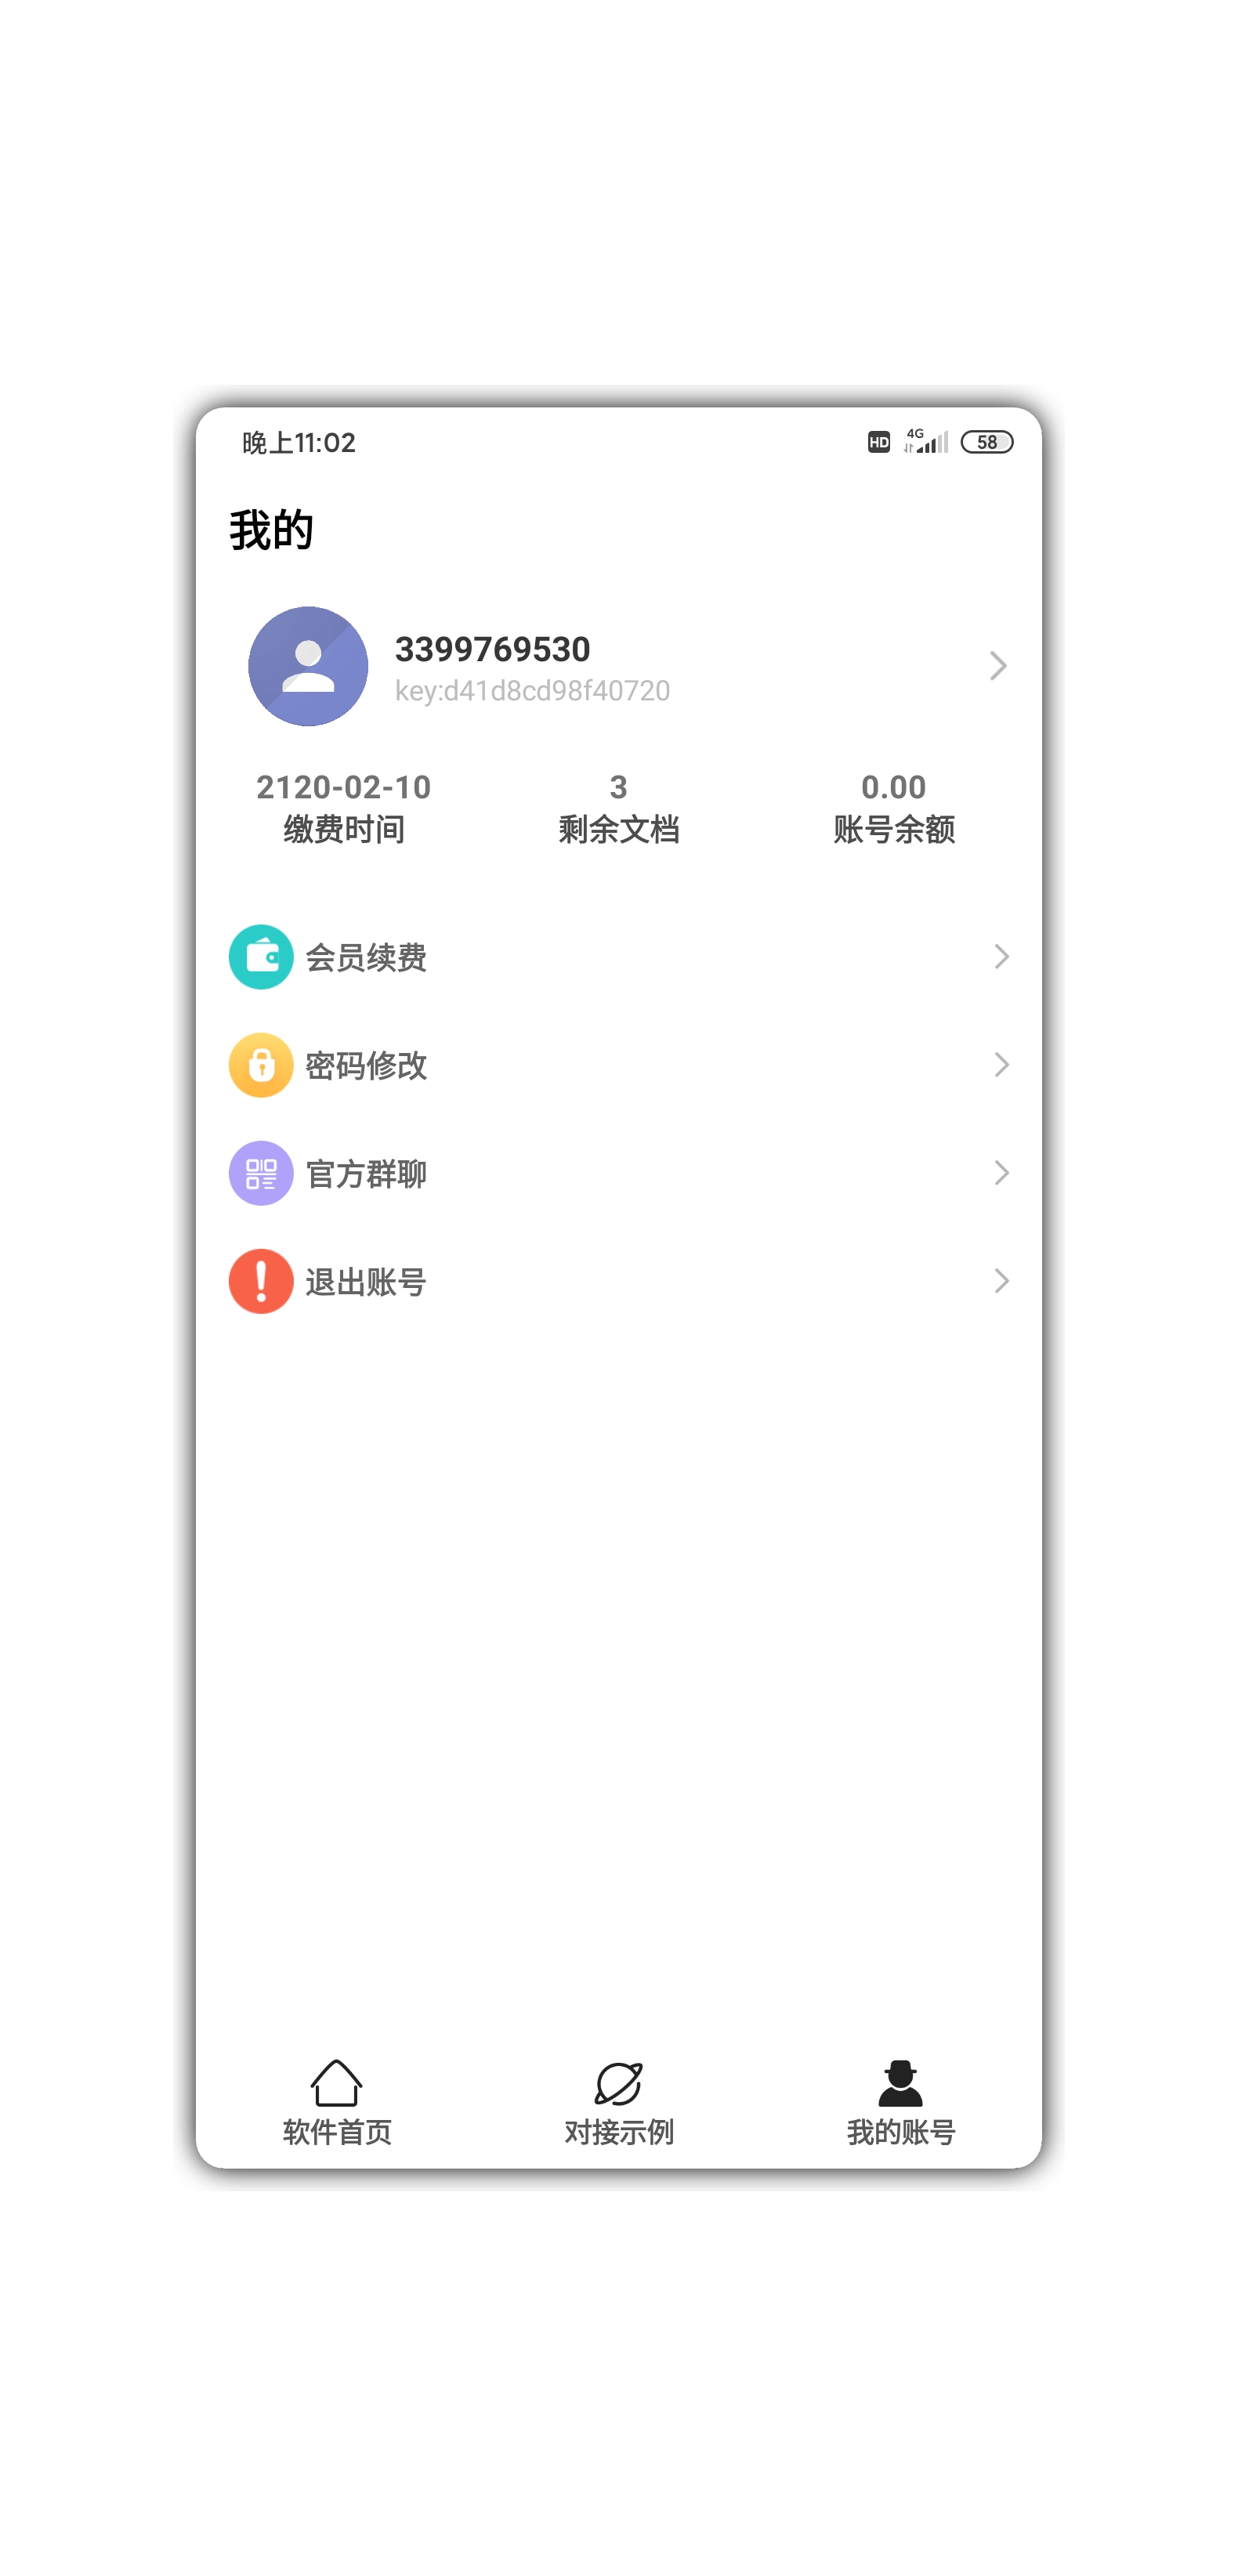 晚上11:02
HD 4G 58
我的
3399769530
key:d41d8cd98f40720
2120-02-10 3 0.00
缴费时间 剩余文档 账号余额
会员续费
密码修改
官方群聊
退出账号
软件首页 对接示例 我的账号